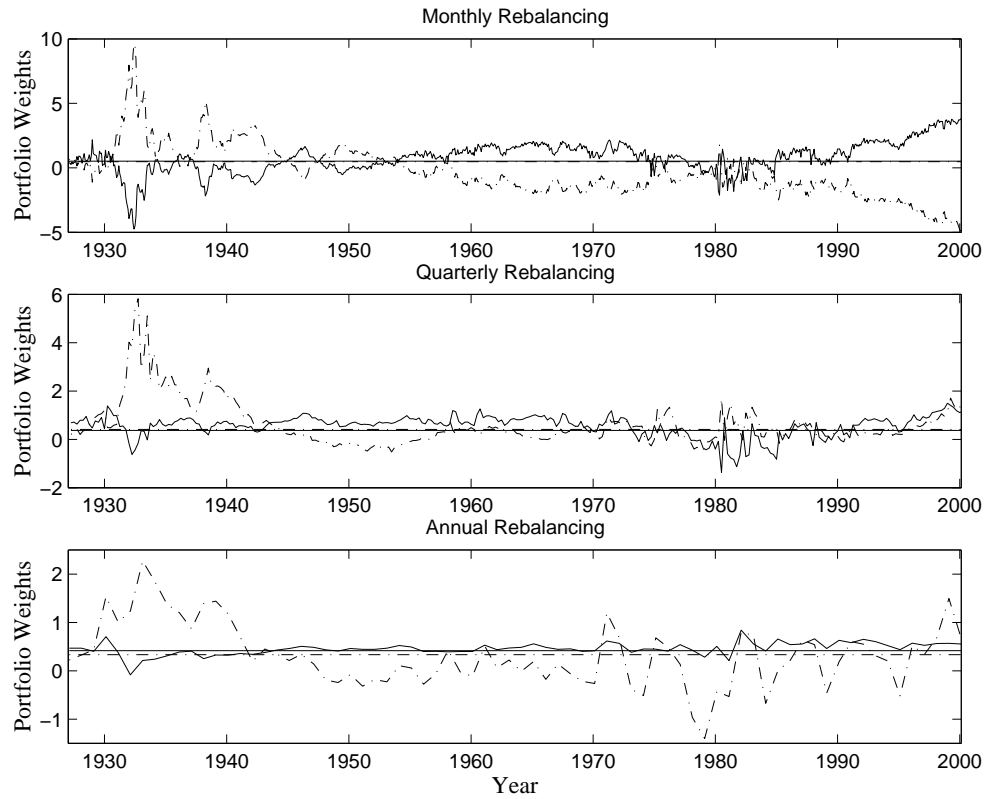 Monthly Rebalancing
10
5
0
−5
Portfolio Weights
1930 1940 1950 1960 1970 1980 1990 2000
Quarterly Rebalancing
6
4
2
0
−2
Portfolio Weights
1930 1940 1950 1960 1970 1980 1990 2000
Annual Rebalancing
2
1
0
−1
Portfolio Weights
1930 1940 1950 1960 1970 1980 1990 2000
Year